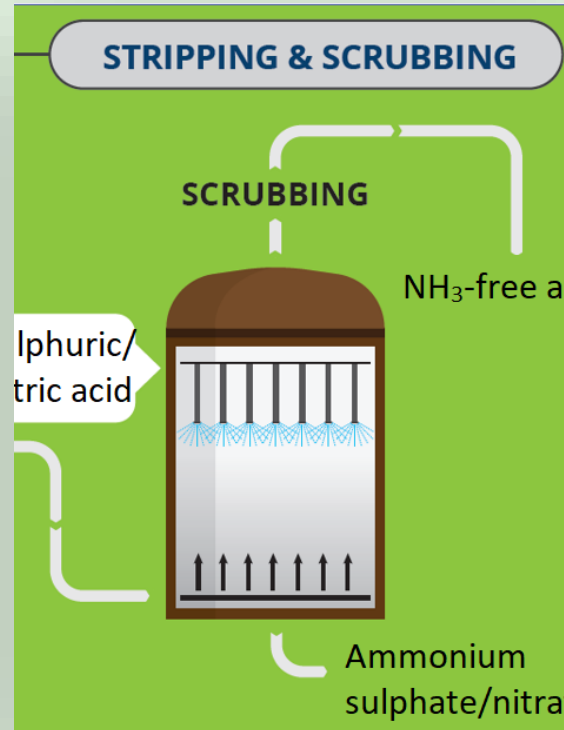 STRIPPING & SCRUBBING
SCRUBBING
NH₃-free a
lphuric/
tric acid
Ammonium
sulphate/nitra